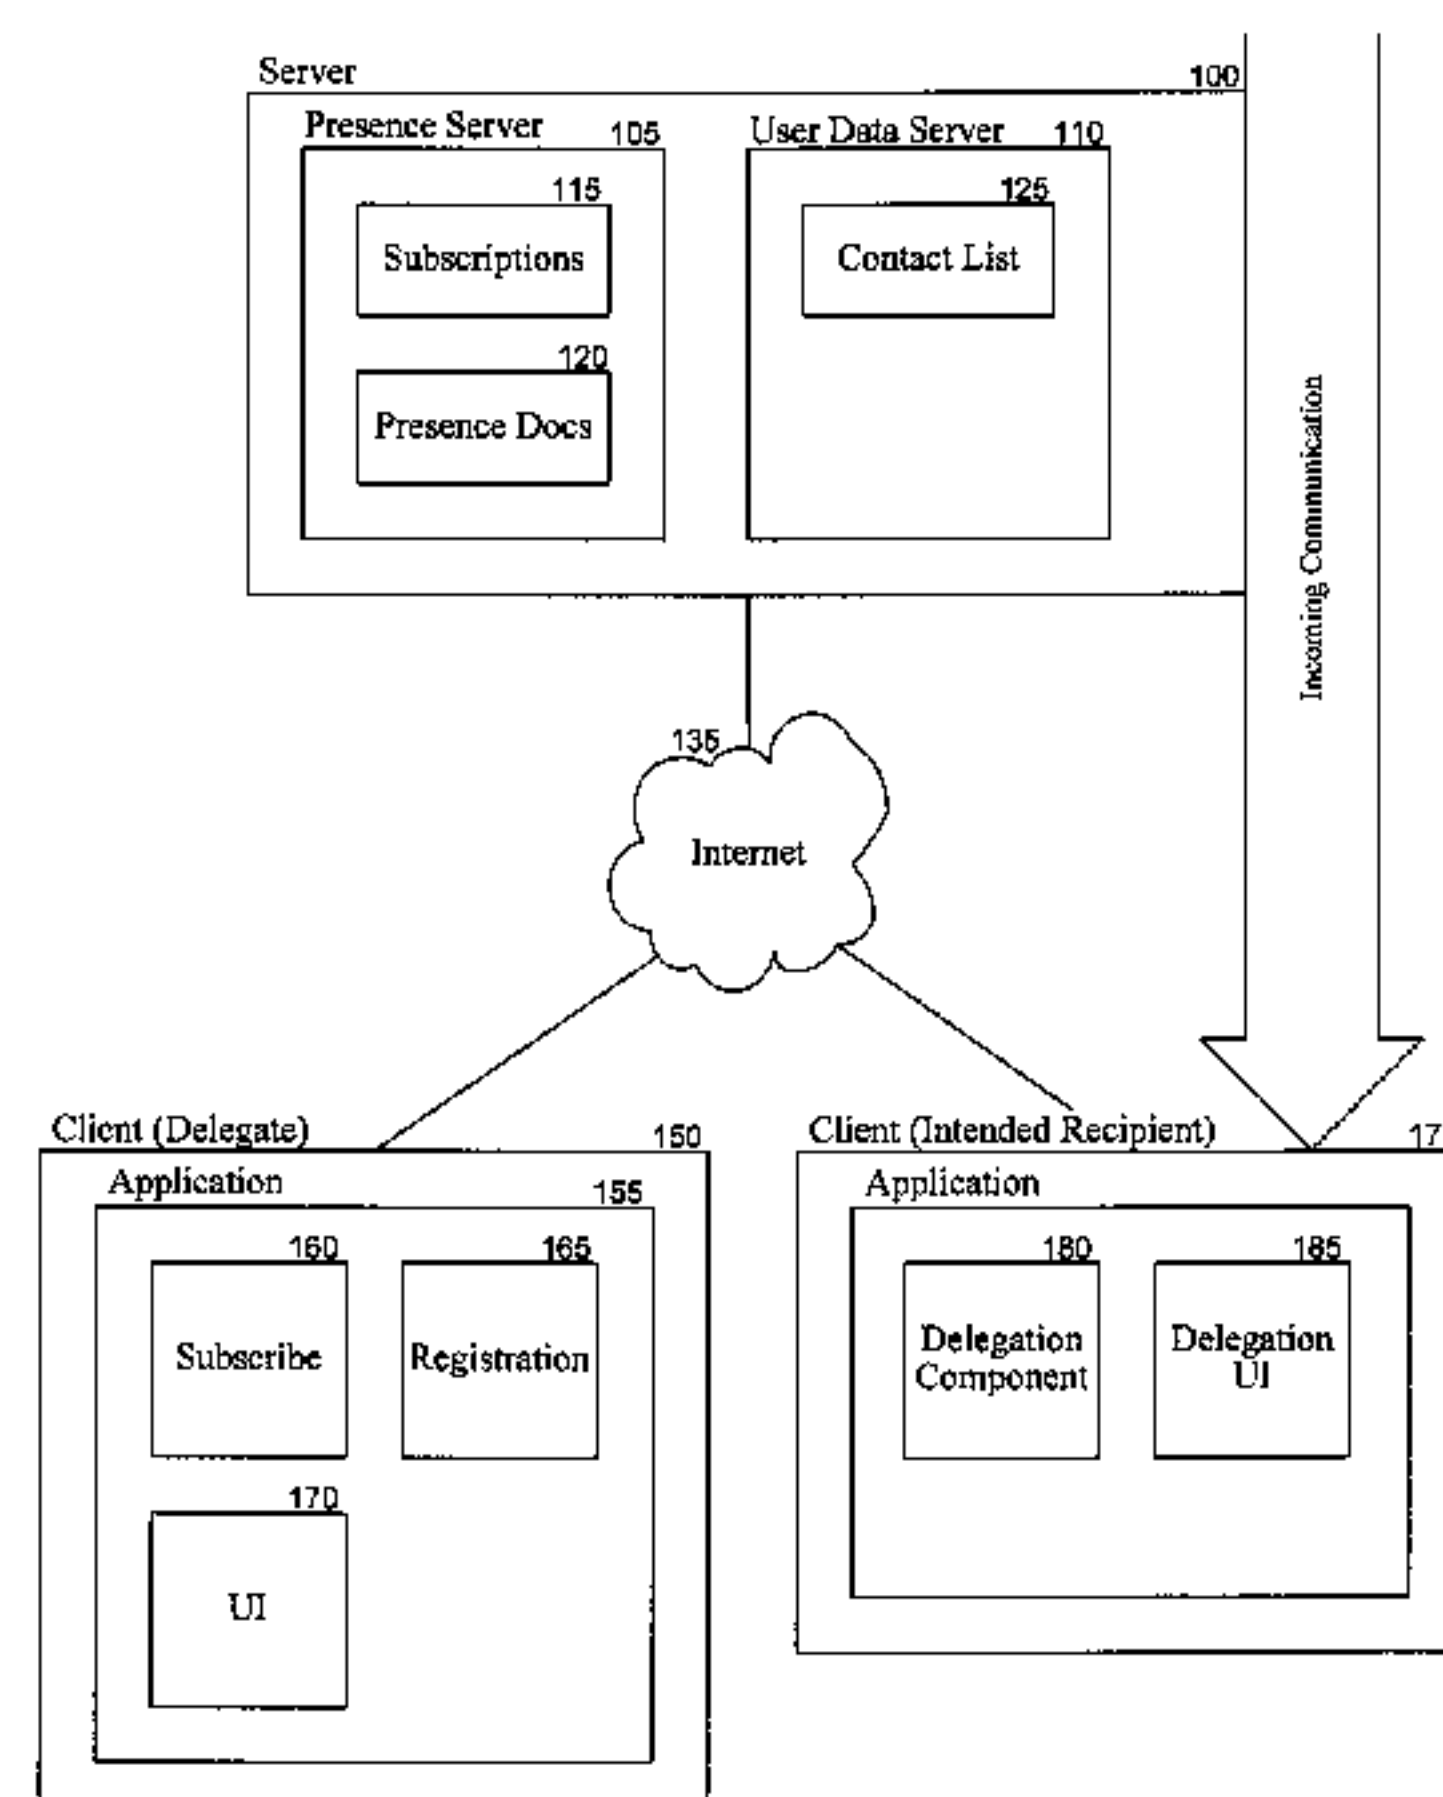 Server
100
Presence Server
105
User Data Server
110
115
Subscriptions
125
Contact List
120
Presence Docs
Incoming Communication
135
Internet
Client (Delegate)
150
Application
155
160
Subscribe
165
Registration
170
UI
Client (Intended Recipient)
17
Application
180
Delegation
Component
185
Delegation
UI